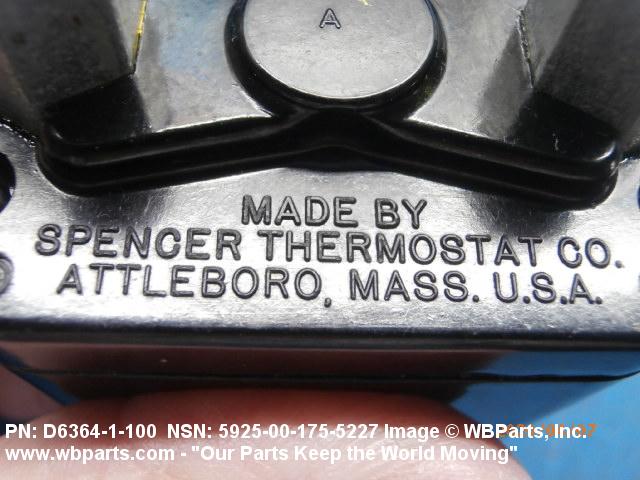 A
MADE BY
SPENCER THERMOSTAT CO.
ATTLEBORO, MASS. U.S.A.
PN: D6364-1-100 NSN: 5925-00-175-5227 Image © WBParts, Inc.
www.wbparts.com - "Our Parts Keep the World Moving"